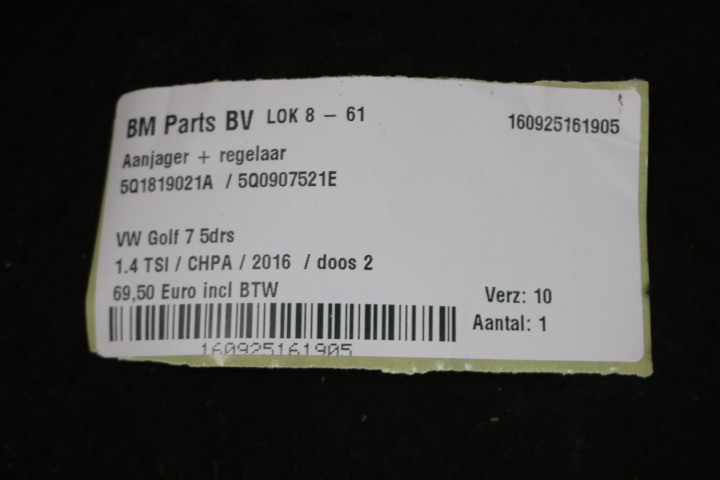 BM Parts BV LOK 8 - 61
160925161905
Aanjager + regelaar
5Q1819021A / 5Q0907521E
VW Golf 7 5drs
1.4 TSI / CHPA / 2016 / doos 2
69,50 Euro incl BTW
Verz: 10
Aantal: 1
160925161905